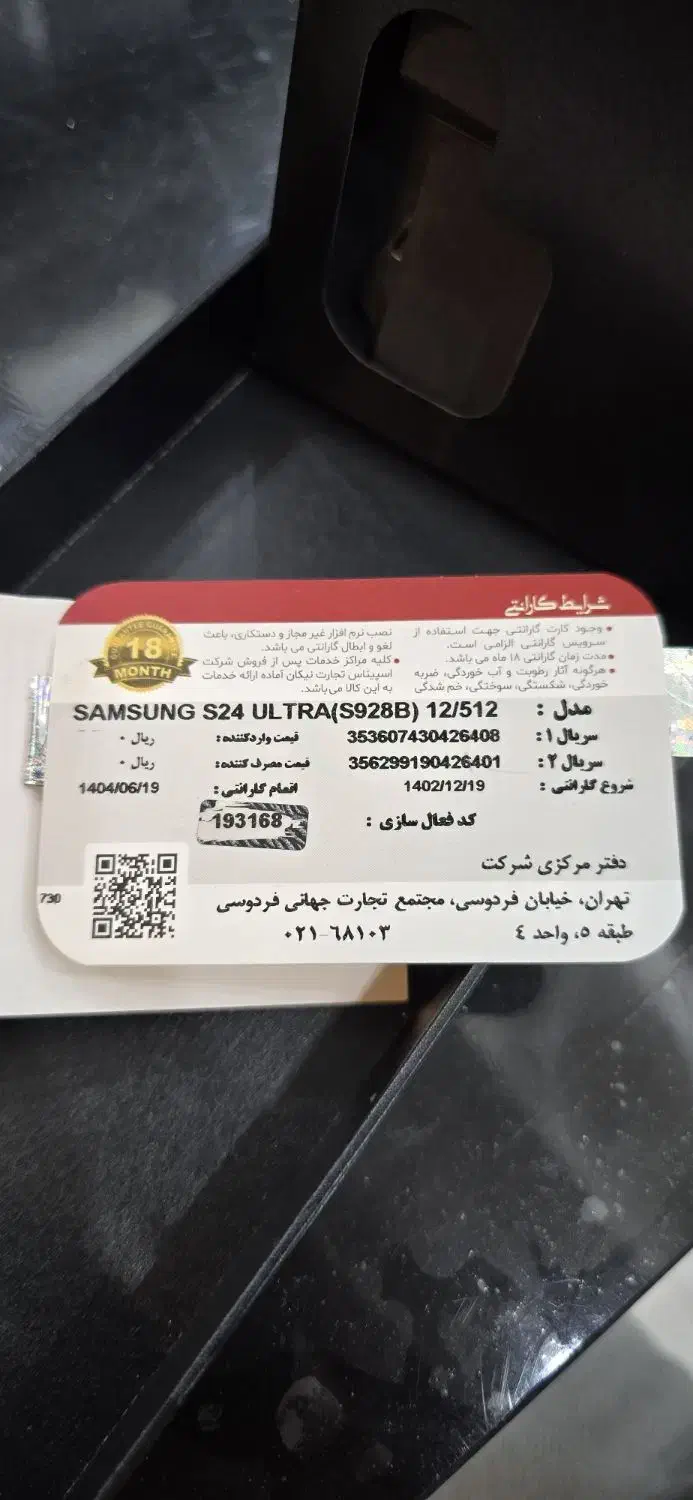 شرایط گارانتی
• وجود کارت گارانتی جهت استفاده از سرویس گارانتی الزامی است.
• مدت زمان گارانتی ۱۸ ماه می باشد.
• هرگونه آثار رطوبت و آب خوردگی، ضربه خوردگی، شکستگی، سوختگی، خم شدگی
نصب نرم افزار غیر مجاز و دستکاری، باعث لغو و ابطال گارانتی می باشد.
• کلیه مراکز خدمات پس از فروش شرکت اسپیناس تجارت نیکان آماده ارائه خدمات به این کالا می باشد.
18
MONTH
مدل : SAMSUNG S24 ULTRA(S928B) 12/512
سریال ۱ : 353607430426408 قیمت واردکننده : ۰ ریال
سریال ۲ : 356299190426401 قیمت مصرف کننده : ۰ ریال
شروع گارانتی : 1402/12/19 اتمام گارانتی : 1404/06/19
کد فعال سازی : 193168
دفتر مرکزی شرکت
تهران، خیابان فردوسی، مجتمع تجارت جهانی فردوسی
طبقه ۵، واحد ٤ ۰۲۱-٦۸۱۰۳
730